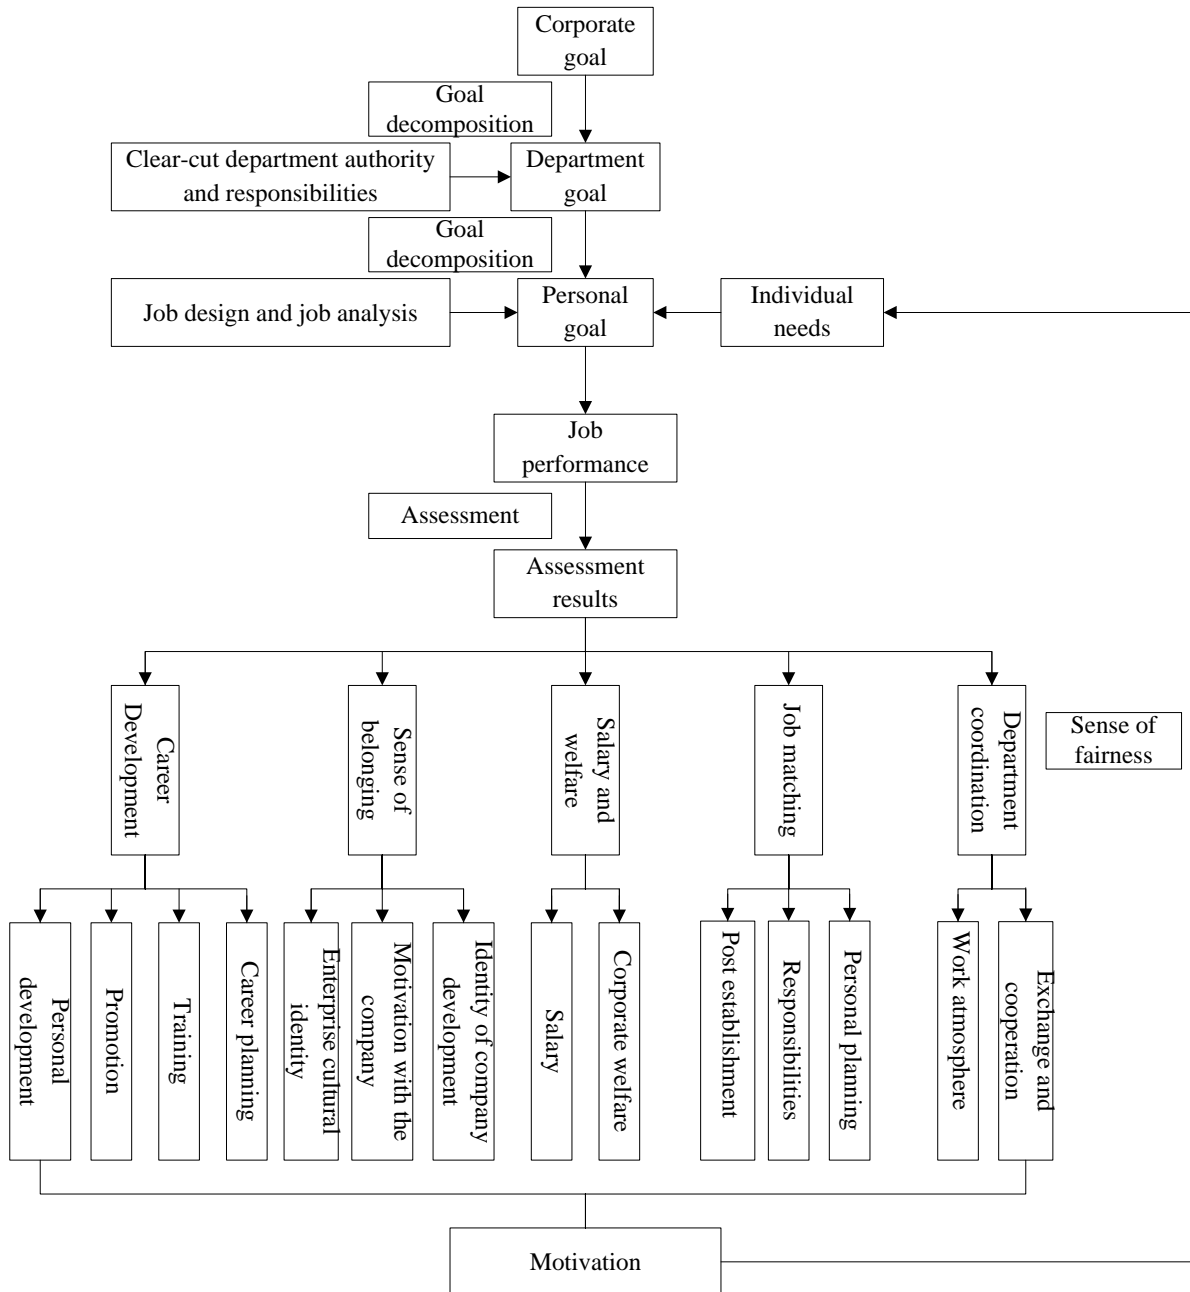 Corporate
goal
Goal
decomposition
Clear-cut department authority
and responsibilities
Department
goal
Goal
decomposition
Job design and job analysis
Personal
goal
Individual
needs
Job
performance
Assessment
Assessment
results
Career
Development
Sense of
belonging
Salary and
welfare
Job matching
Department
coordination
Sense of
fairness
Personal
development
Promotion
Training
Career planning
Enterprise cultural
identity
Motivation with the
company
Identity of company
development
Salary
Corporate welfare
Post establishment
Responsibilities
Personal planning
Work atmosphere
Exchange and
cooperation
Motivation